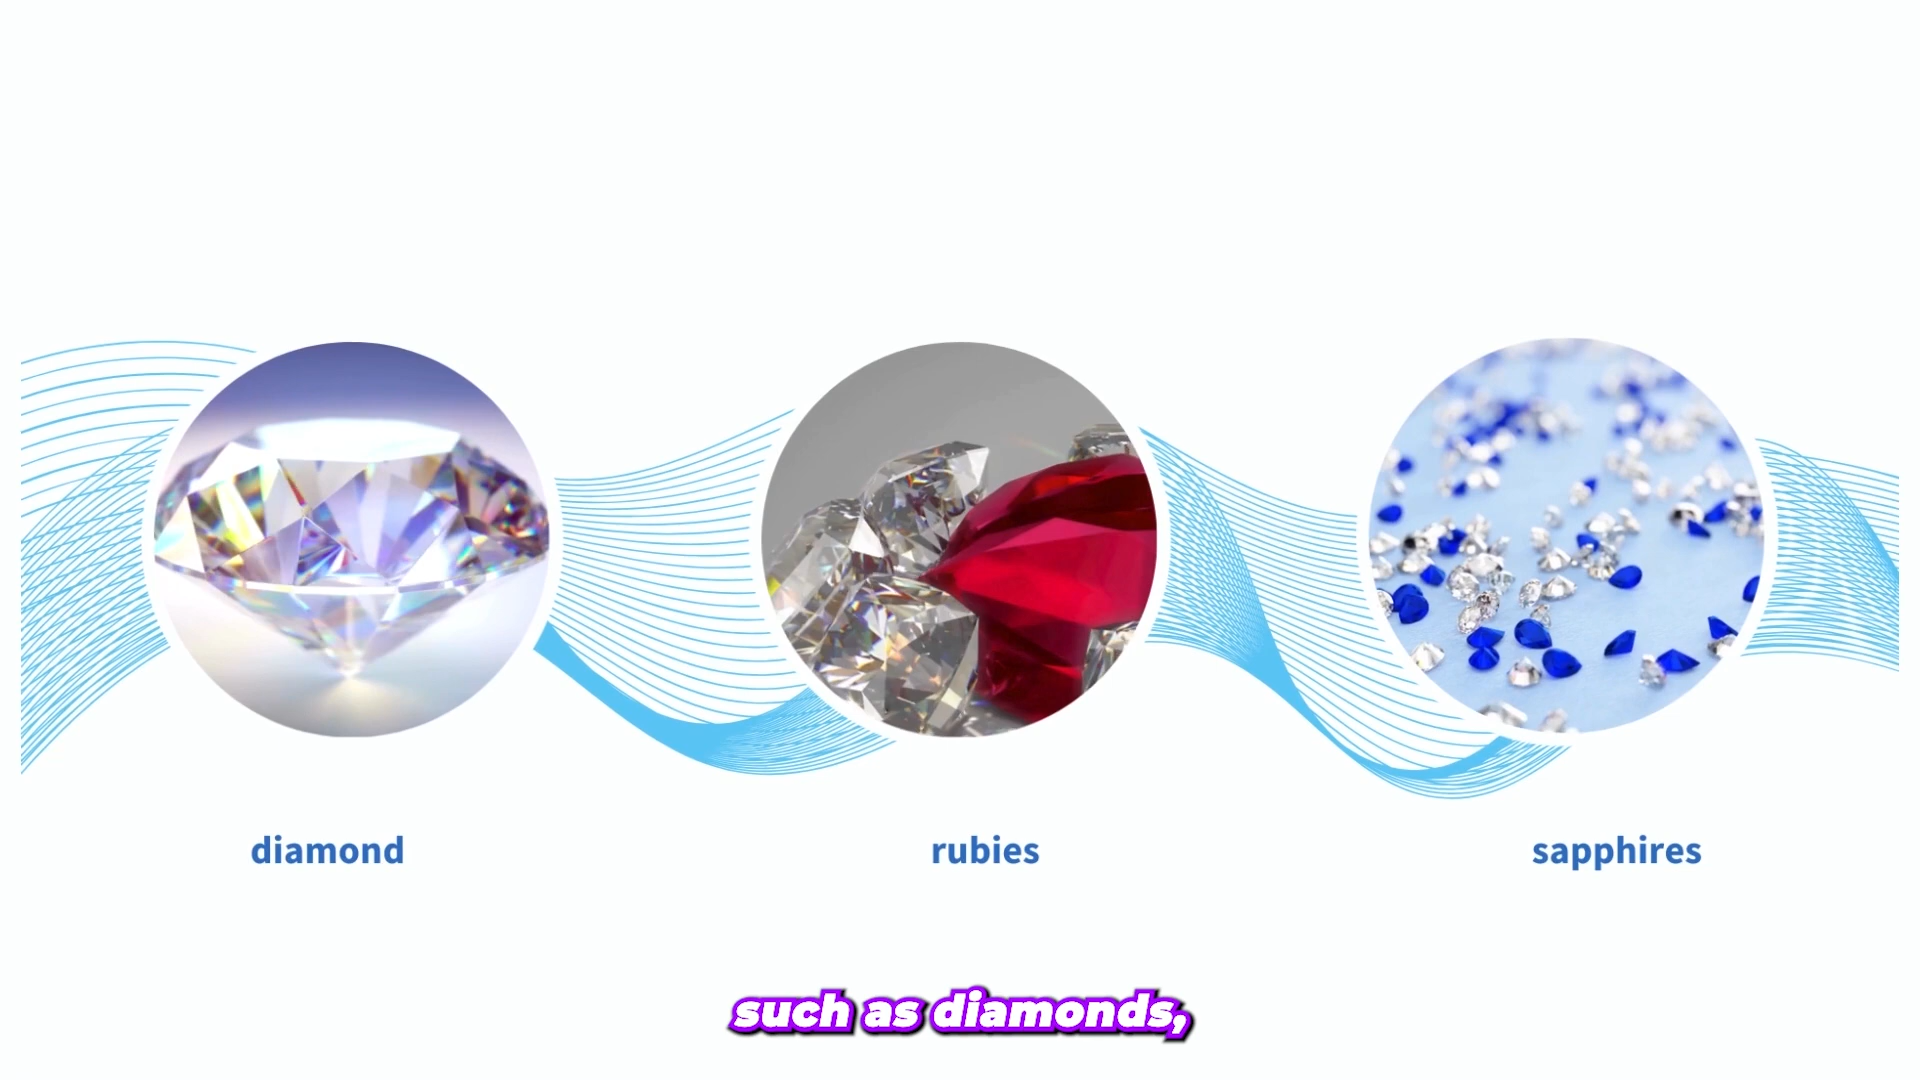 diamond
rubies
sapphires
such as diamonds,